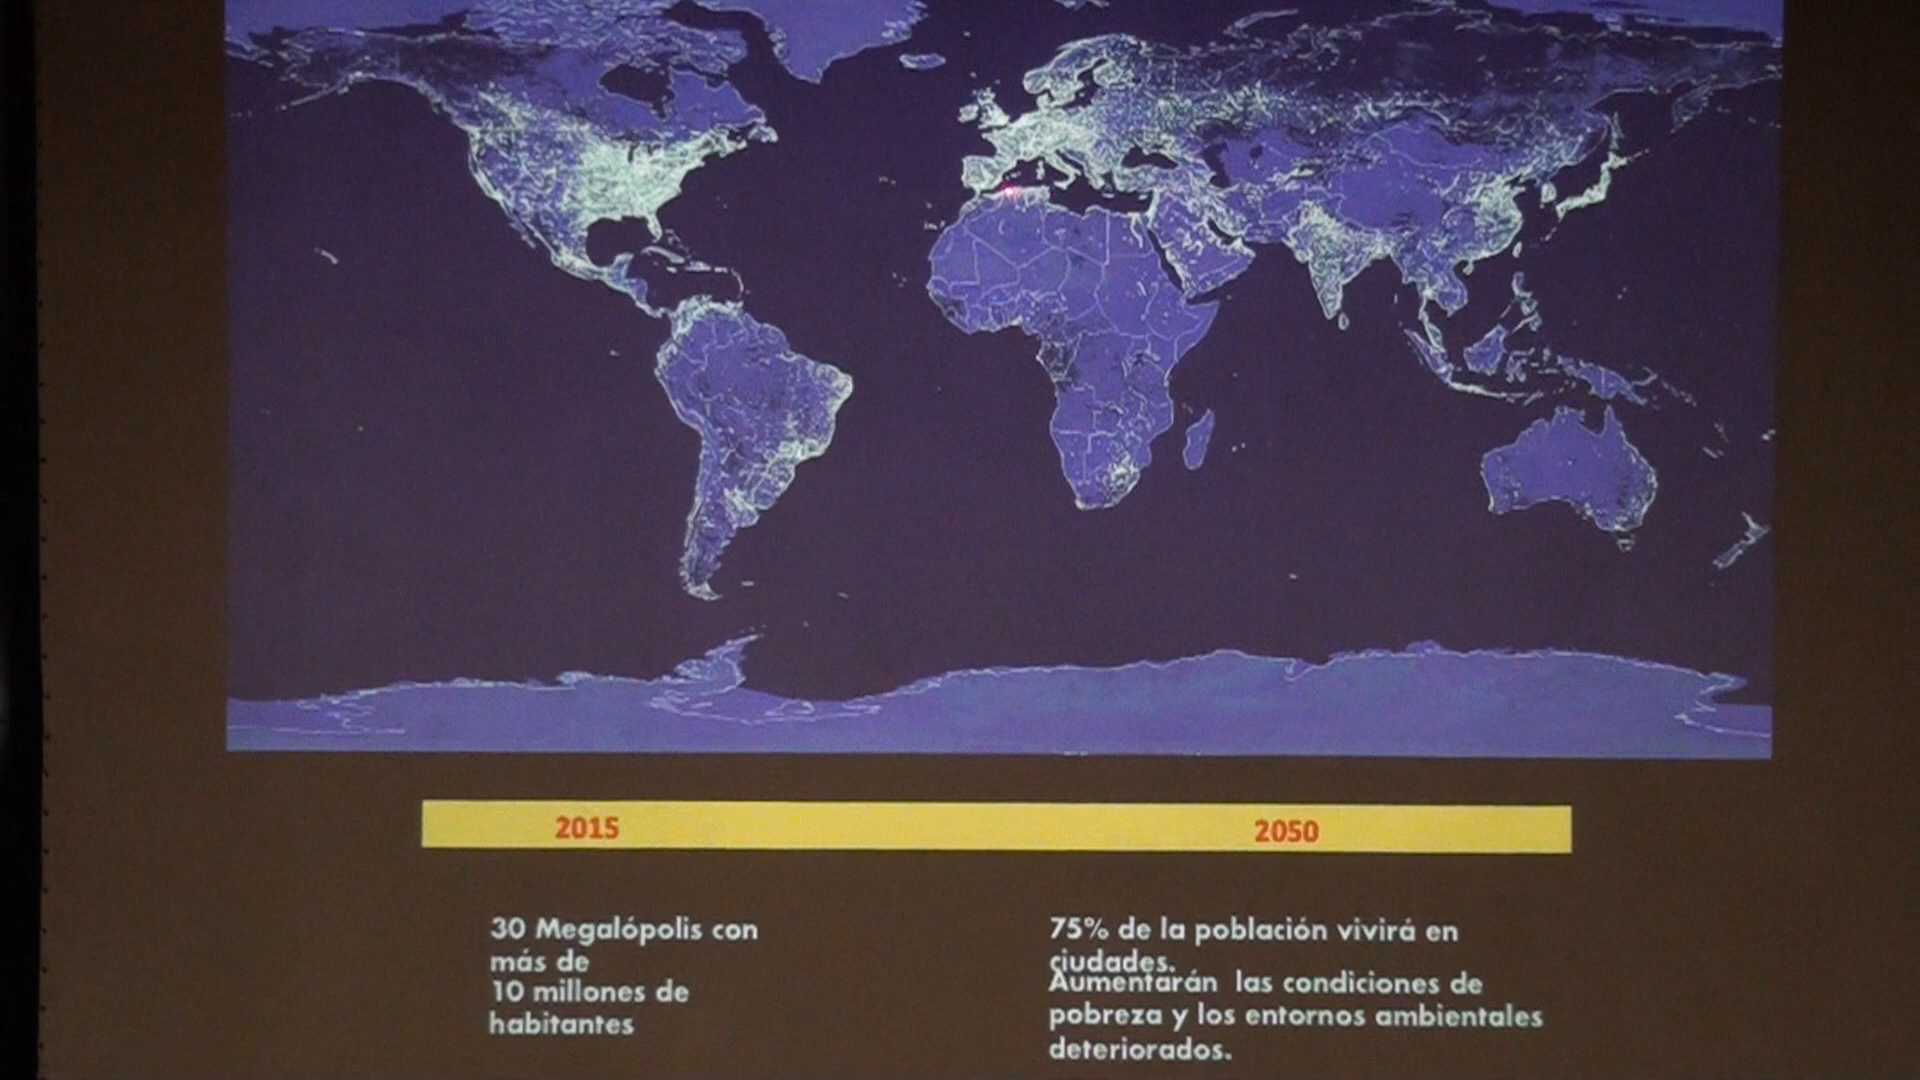 2015
2050
30 Megalópolis con
más de
10 millones de
habitantes
75% de la población vivirá en
ciudades.
Aumentarán las condiciones de
pobreza y los entornos ambientales
deteriorados.